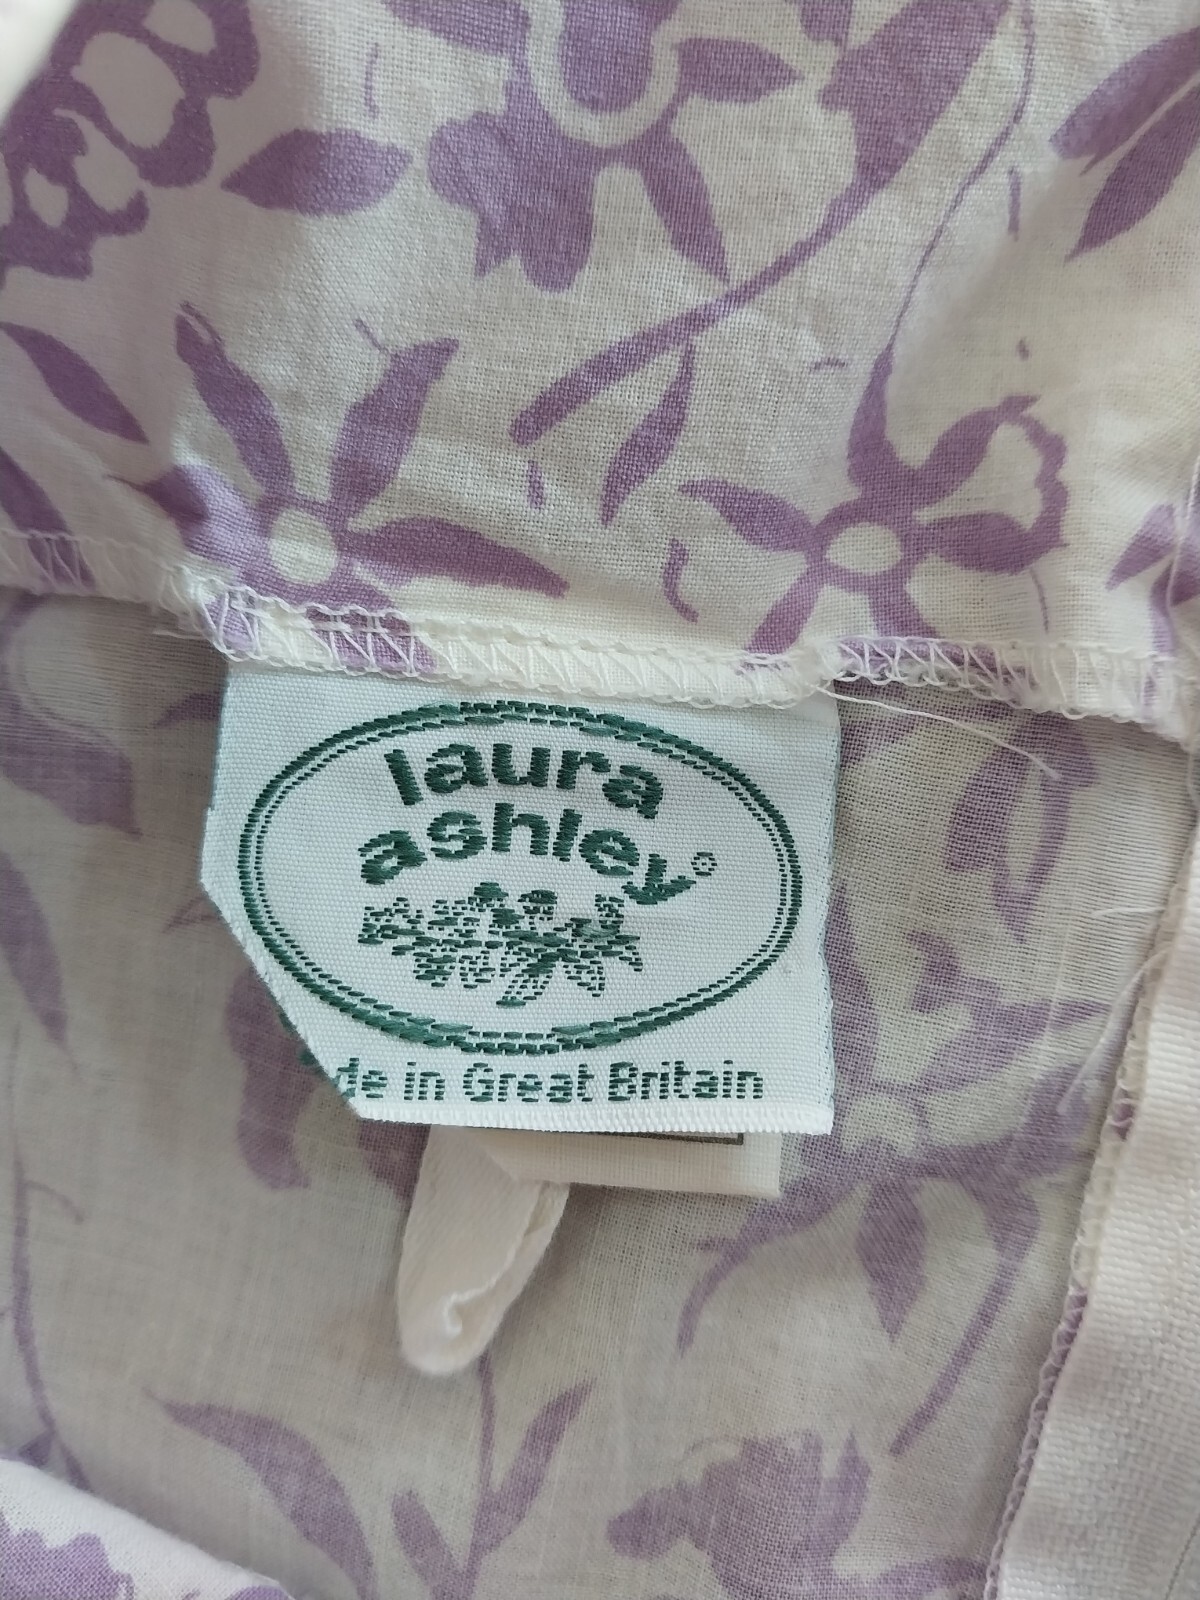 laura
ashley®
de in Great Britain